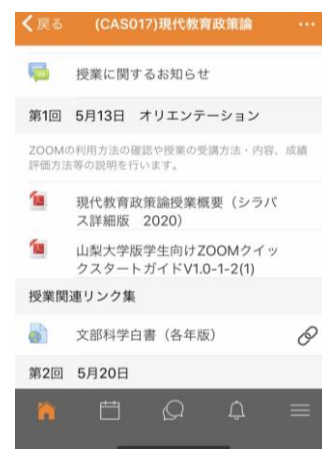 戻る (CAS017)現代教育政策論 ...
授業に関するお知らせ
第1回 5月13日 オリエンテーション
ZOOMの利用方法の確認や授業の受講方法・内容、成績
評価方法等の説明を行います。
現代教育政策論授業概要（シラバ
ス詳細版 2020）
山梨大学版学生向けZOOMクイッ
クスタートガイドV1.0-1-2(1)
授業関連リンク集
文部科学白書（各年版）
第2回 5月20日